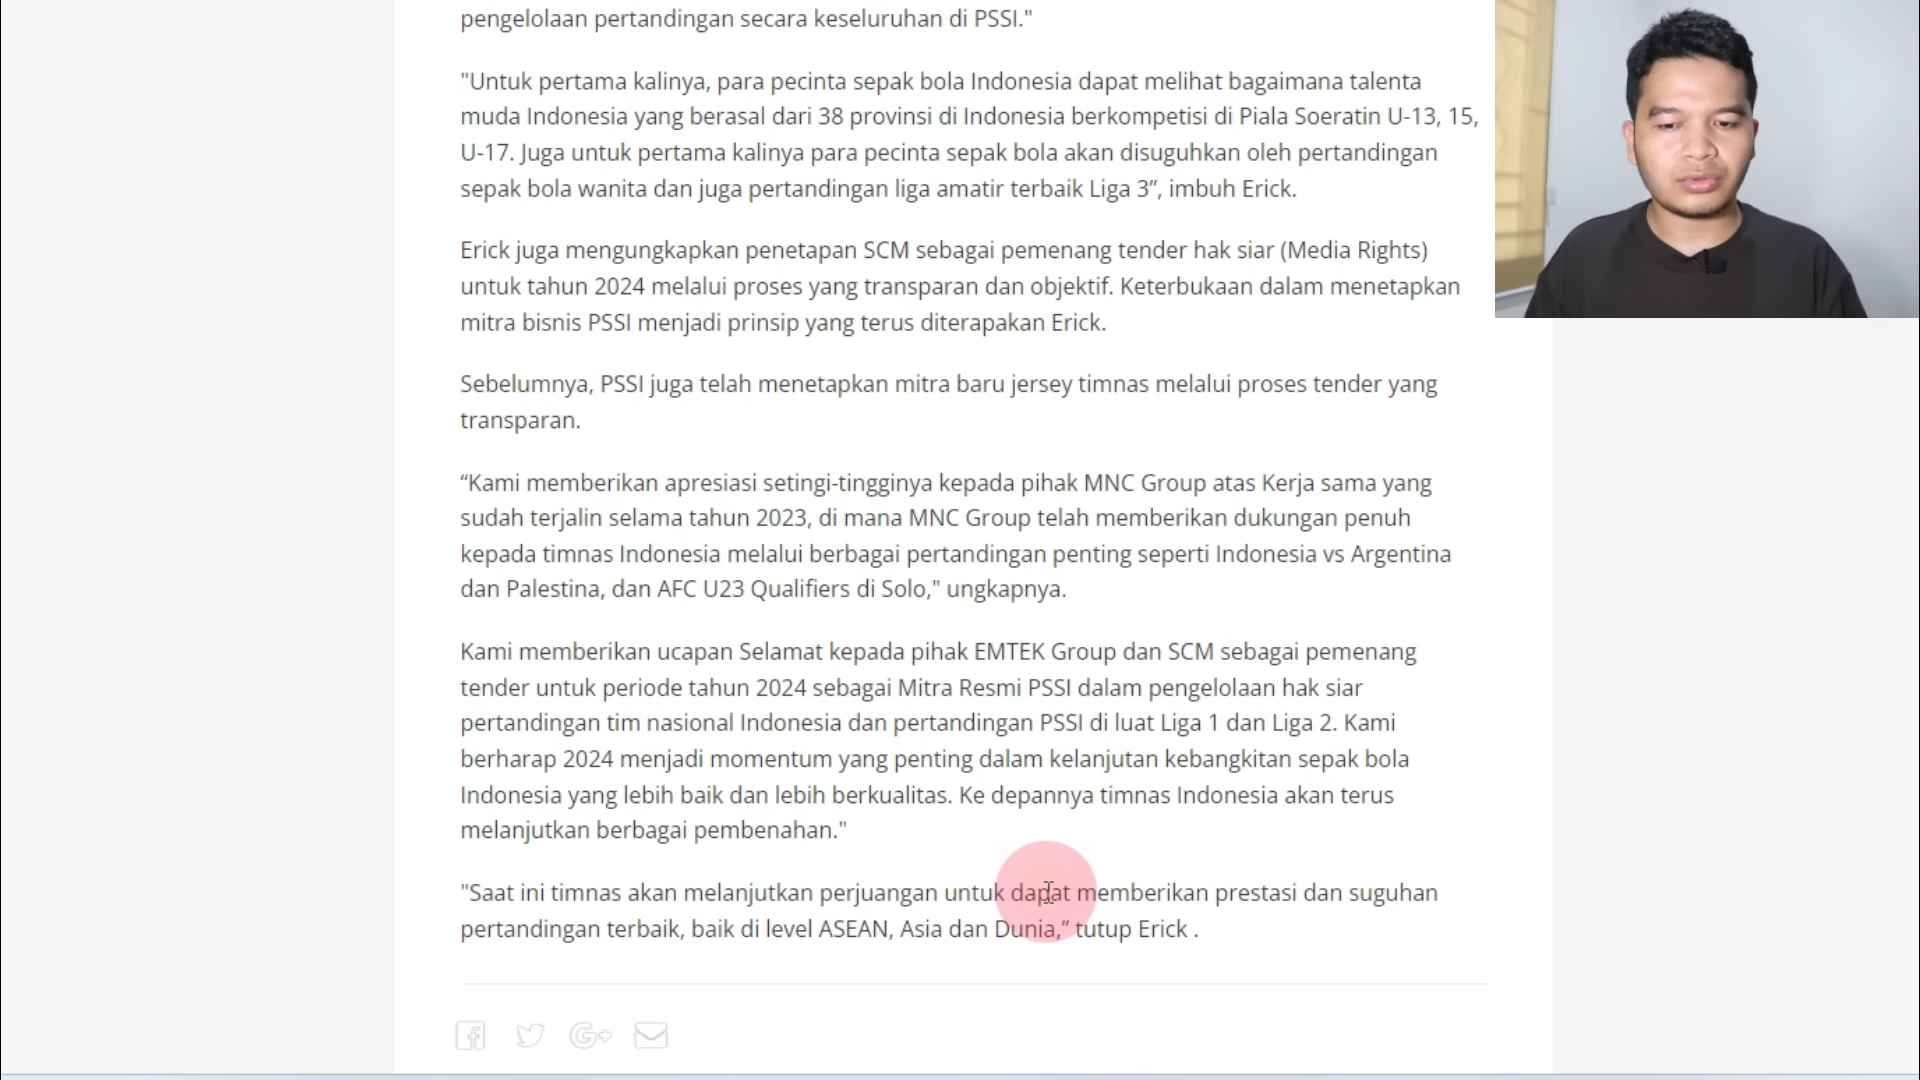 pengelolaan pertandingan secara keseluruhan di PSSI."
"Untuk pertama kalinya, para pecinta sepak bola Indonesia dapat melihat bagaimana talenta
muda Indonesia yang berasal dari 38 provinsi di Indonesia berkompetisi di Piala Soeratin U-13, 15,
U-17. Juga untuk pertama kalinya para pecinta sepak bola akan disuguhkan oleh pertandingan
sepak bola wanita dan juga pertandingan liga amatir terbaik Liga 3”, imbuh Erick.
Erick juga mengungkapkan penetapan SCM sebagai pemenang tender hak siar (Media Rights)
untuk tahun 2024 melalui proses yang transparan dan objektif. Keterbukaan dalam menetapkan
mitra bisnis PSSI menjadi prinsip yang terus diterapakan Erick.
Sebelumnya, PSSI juga telah menetapkan mitra baru jersey timnas melalui proses tender yang
transparan.
“Kami memberikan apresiasi setingi-tingginya kepada pihak MNC Group atas Kerja sama yang
sudah terjalin selama tahun 2023, di mana MNC Group telah memberikan dukungan penuh
kepada timnas Indonesia melalui berbagai pertandingan penting seperti Indonesia vs Argentina
dan Palestina, dan AFC U23 Qualifiers di Solo," ungkapnya.
Kami memberikan ucapan Selamat kepada pihak EMTEK Group dan SCM sebagai pemenang
tender untuk periode tahun 2024 sebagai Mitra Resmi PSSI dalam pengelolaan hak siar
pertandingan tim nasional Indonesia dan pertandingan PSSI di luat Liga 1 dan Liga 2. Kami
berharap 2024 menjadi momentum yang penting dalam kelanjutan kebangkitan sepak bola
Indonesia yang lebih baik dan lebih berkualitas. Ke depannya timnas Indonesia akan terus
melanjutkan berbagai pembenahan."
"Saat ini timnas akan melanjutkan perjuangan untuk dapat memberikan prestasi dan suguhan
pertandingan terbaik, baik di level ASEAN, Asia dan Dunia,” tutup Erick .